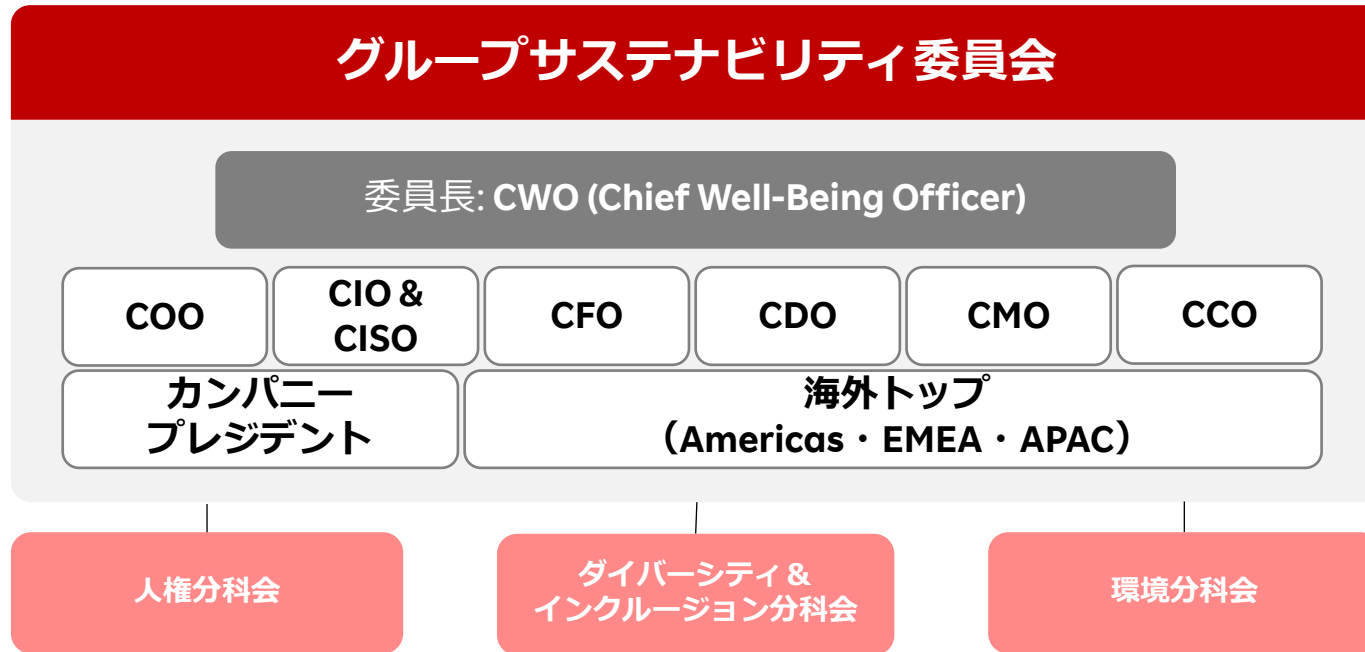 グループサステナビリティ委員会
委員長: CWO (Chief Well-Being Officer)
COO
CIO &
CISO
CFO
CDO
CMO
CCO
カンパニー
プレジデント
海外トップ
（Americas・EMEA・APAC）
人権分科会
ダイバーシティ＆
インクルージョン分科会
環境分科会